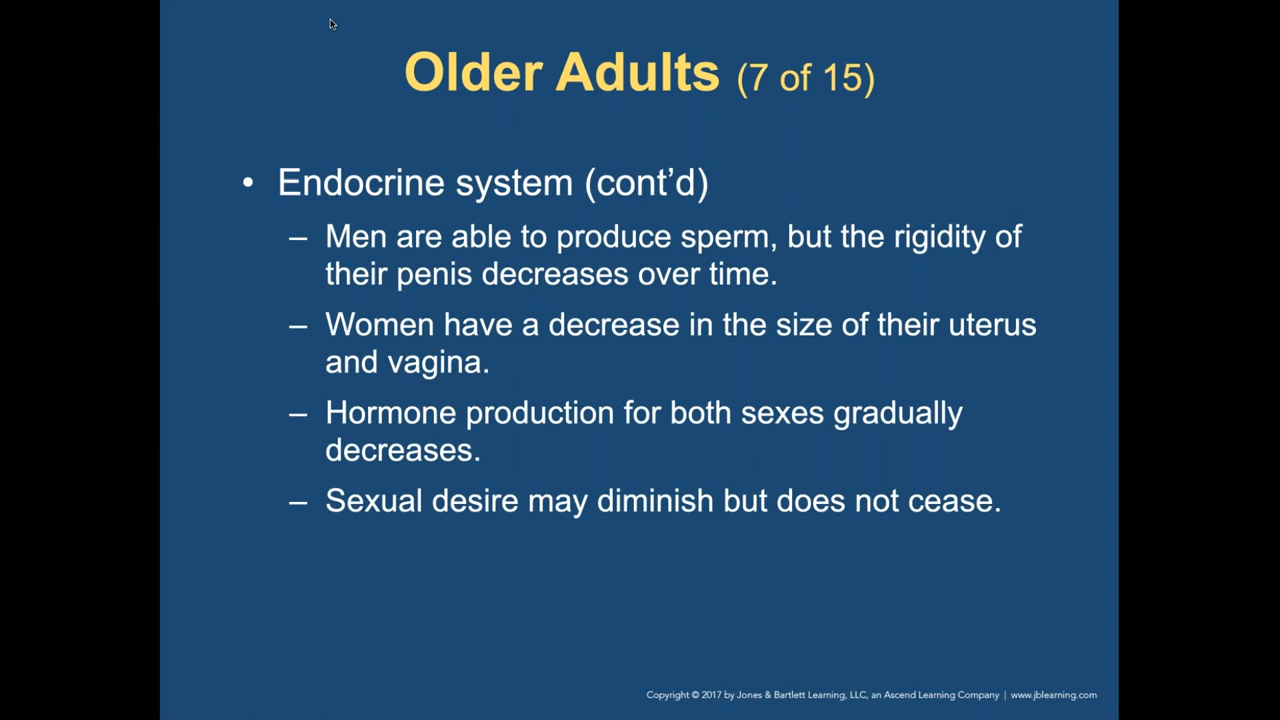 Older Adults (7 of 15)
• Endocrine system (cont’d)
– Men are able to produce sperm, but the rigidity of
their penis decreases over time.
– Women have a decrease in the size of their uterus
and vagina.
– Hormone production for both sexes gradually
decreases.
– Sexual desire may diminish but does not cease.
Copyright © 2017 by Jones & Bartlett Learning, LLC, an Ascend Learning Company | www.jblearning.com